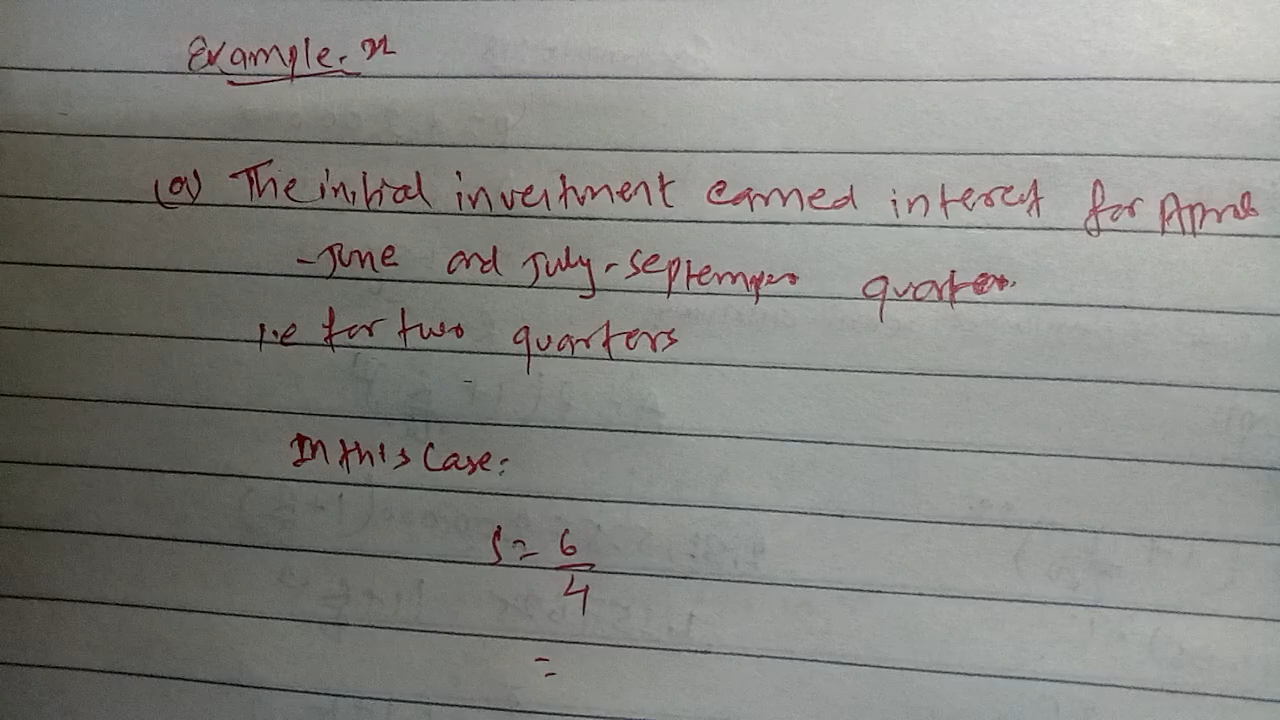 Example. x
(a) The initial investment earned interest for April
-June and July-September quarter.
i.e for two quarters
In this Case:
i = 6
4
=